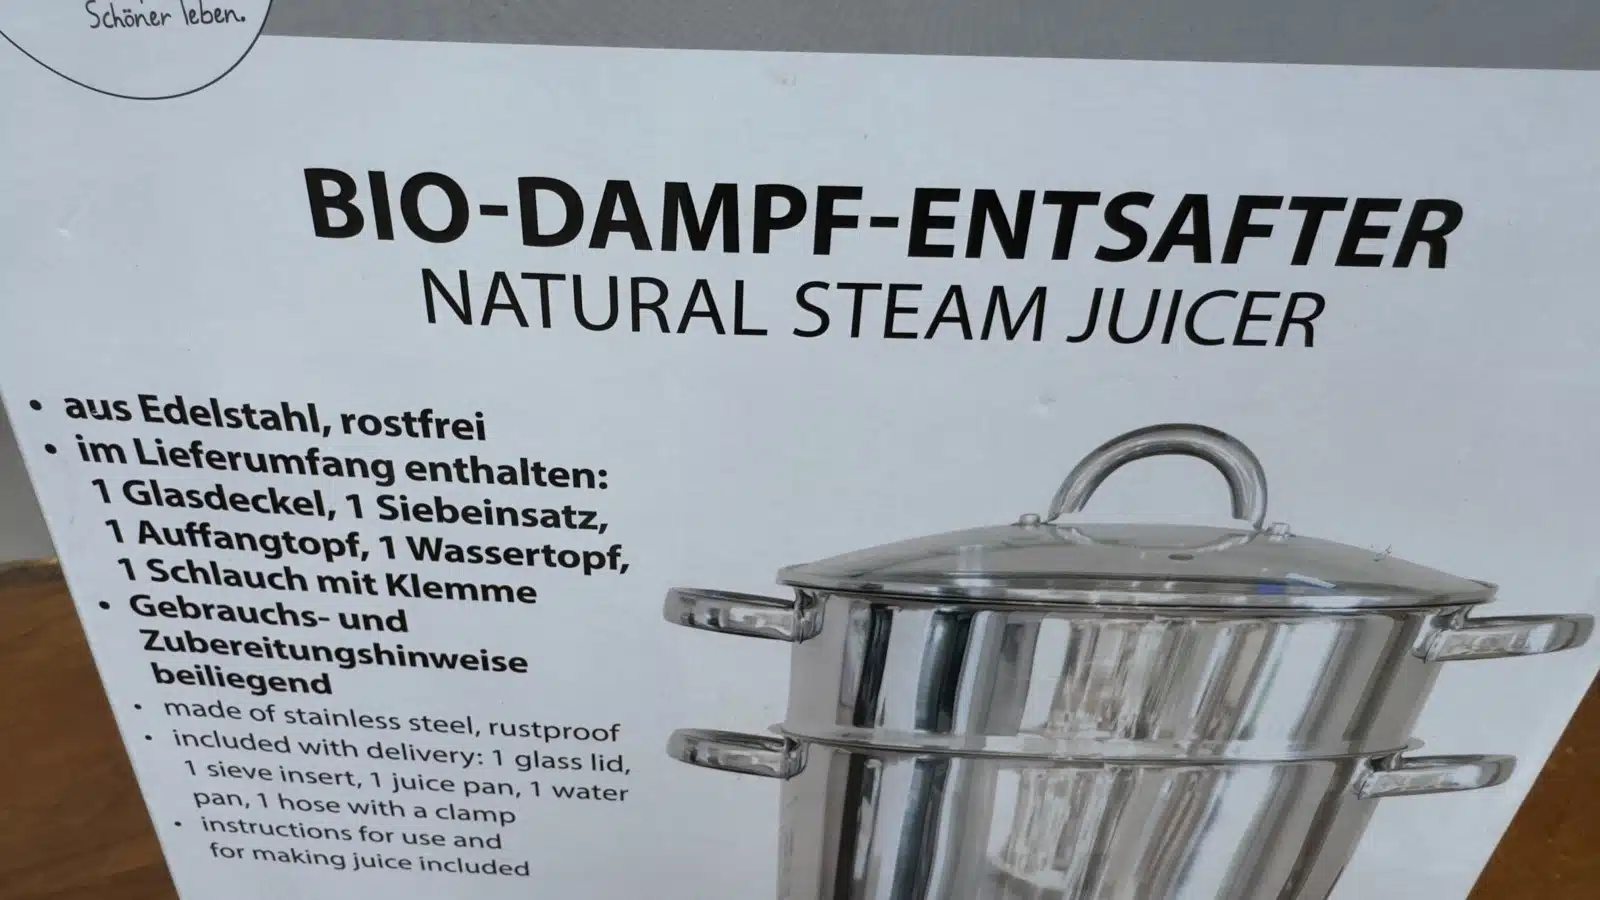 Schöner leben.
BIO-DAMPF-ENTSAFTER
NATURAL STEAM JUICER
• aus Edelstahl, rostfrei
• im Lieferumfang enthalten:
1 Glasdeckel, 1 Siebeinsatz,
1 Auffangtopf, 1 Wassertopf,
1 Schlauch mit Klemme
• Gebrauchs- und
Zubereitungshinweise
beiliegend
• made of stainless steel, rustproof
• included with delivery: 1 glass lid,
1 sieve insert, 1 juice pan, 1 water
pan, 1 hose with a clamp
• instructions for use and
for making juice included